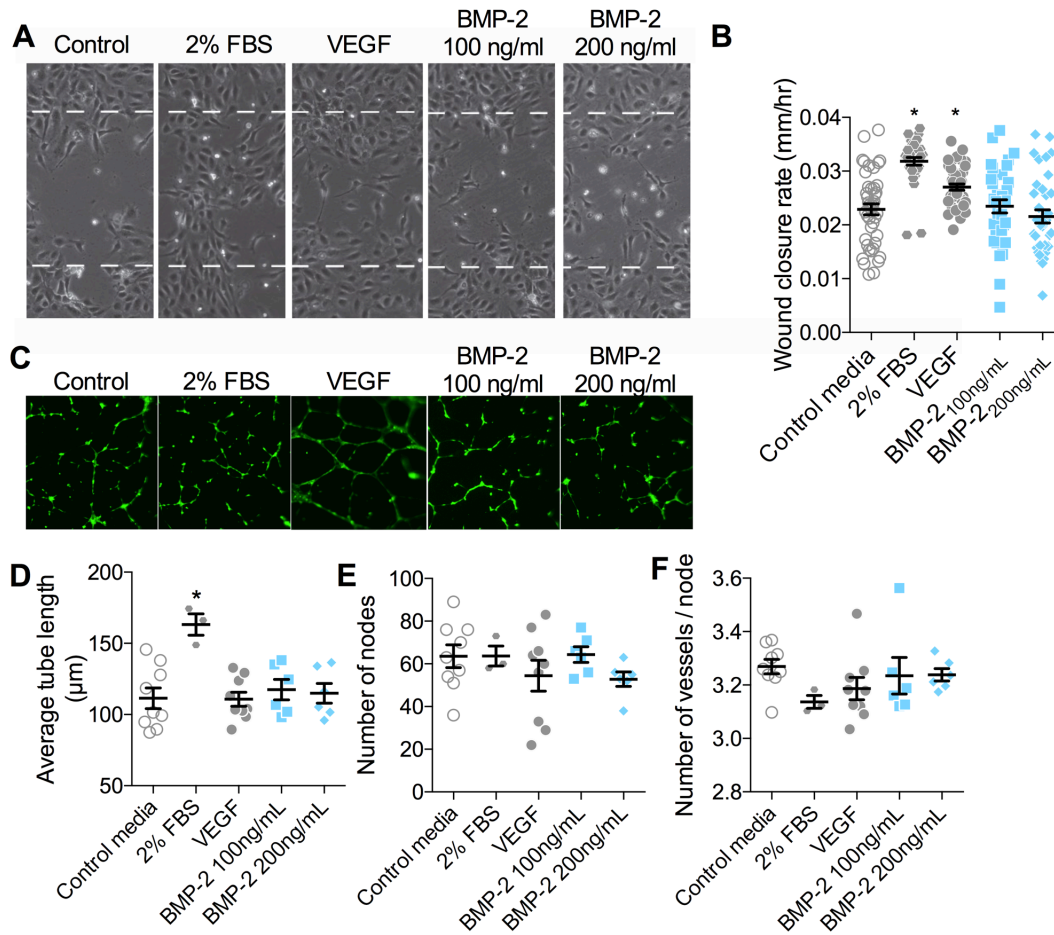 A
Control
2% FBS
VEGF
BMP-2
100 ng/ml
BMP-2
200 ng/ml
B
Wound closure rate (mm/hr)
0.04
0.03
0.02
0.01
0.00
*
*
Control media
2% FBS
VEGF
BMP-2100ng/mL
BMP-2200ng/mL
C
Control
2% FBS
VEGF
BMP-2
100 ng/ml
BMP-2
200 ng/ml
D
Average tube length
(µm)
200
150
100
50
*
Control media
2% FBS
VEGF
BMP-2 100ng/mL
BMP-2 200ng/mL
E
Number of nodes
100
80
60
40
20
0
Control media
2% FBS
VEGF
BMP-2 100ng/mL
BMP-2 200ng/mL
F
Number of vessels / node
3.6
3.4
3.2
3.0
2.8
Control media
2% FBS
VEGF
BMP-2 100ng/mL
BMP-2 200ng/mL